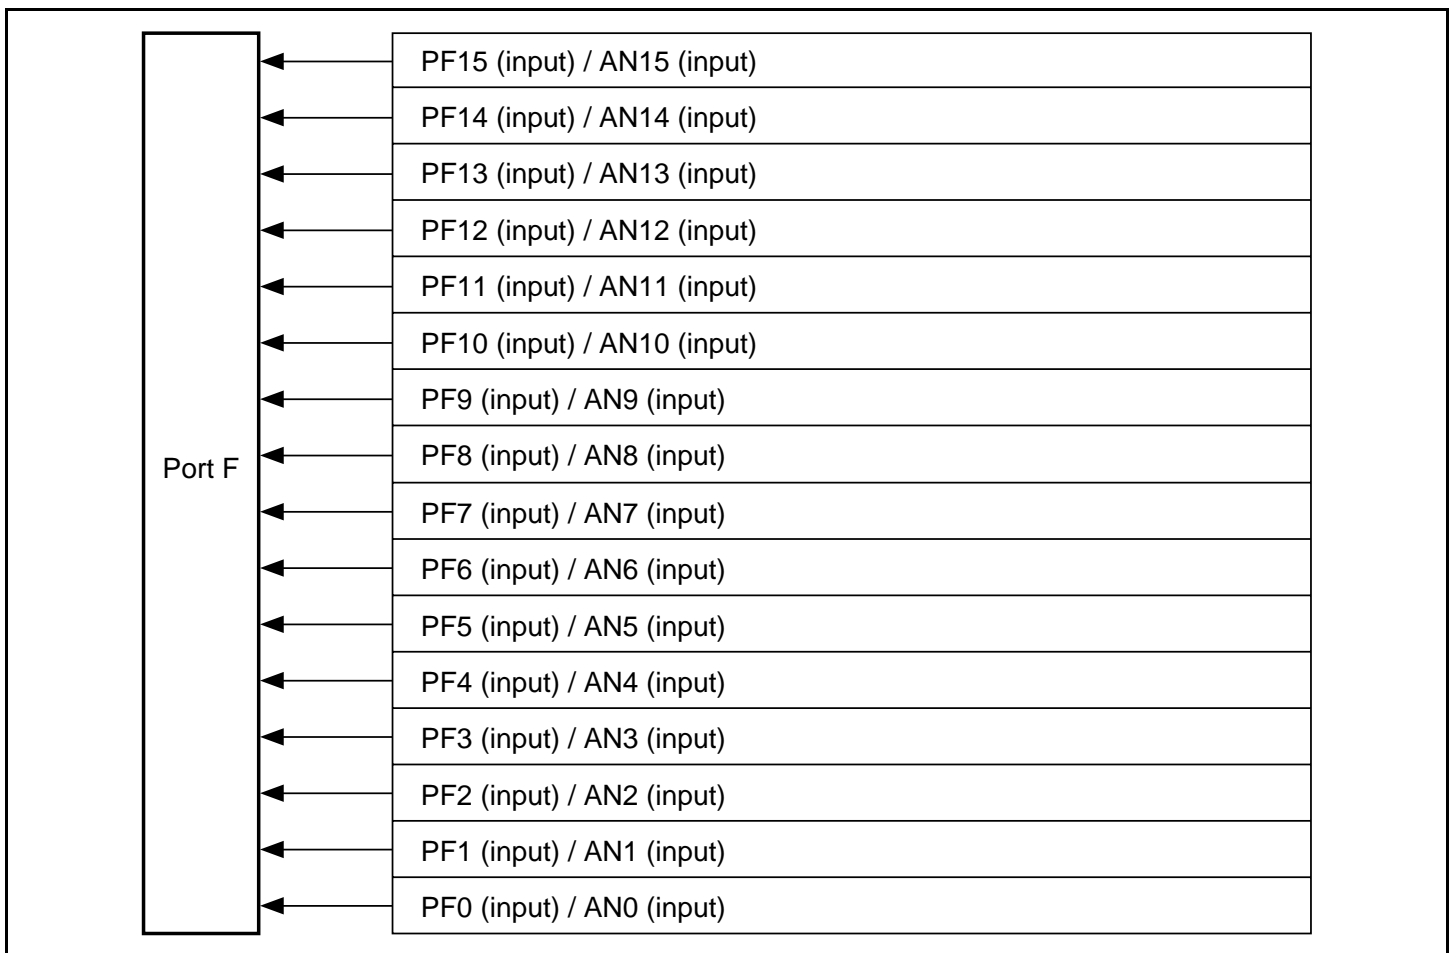 PF15 (input) / AN15 (input)
PF14 (input) / AN14 (input)
PF13 (input) / AN13 (input)
PF12 (input) / AN12 (input)
PF11 (input) / AN11 (input)
PF10 (input) / AN10 (input)
PF9 (input) / AN9 (input)
PF8 (input) / AN8 (input)
Port F
PF7 (input) / AN7 (input)
PF6 (input) / AN6 (input)
PF5 (input) / AN5 (input)
PF4 (input) / AN4 (input)
PF3 (input) / AN3 (input)
PF2 (input) / AN2 (input)
PF1 (input) / AN1 (input)
PF0 (input) / AN0 (input)